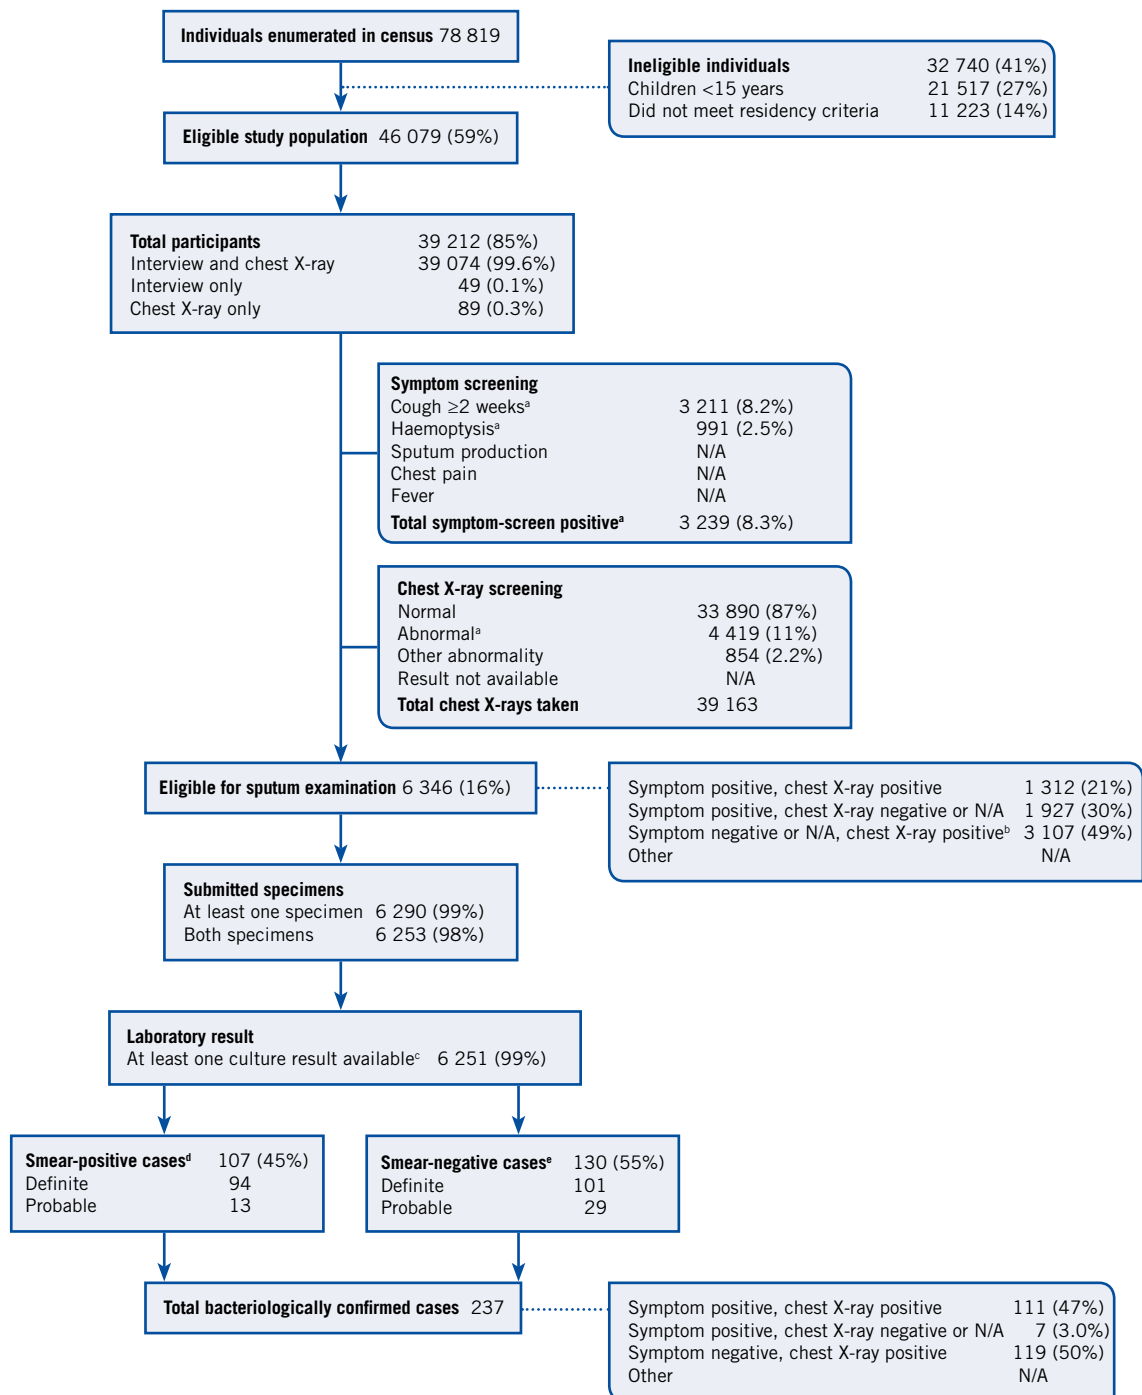 Individuals enumerated in census 78 819
Ineligible individuals 32 740 (41%)
Children <15 years 21 517 (27%)
Did not meet residency criteria 11 223 (14%)
Eligible study population 46 079 (59%)
Total participants 39 212 (85%)
Interview and chest X-ray 39 074 (99.6%)
Interview only 49 (0.1%)
Chest X-ray only 89 (0.3%)
Symptom screening
Cough ≥2 weeksᵃ 3 211 (8.2%)
Haemoptysisᵃ 991 (2.5%)
Sputum production N/A
Chest pain N/A
Fever N/A
Total symptom-screen positiveᵃ 3 239 (8.3%)
Chest X-ray screening
Normal 33 890 (87%)
Abnormalᵃ 4 419 (11%)
Other abnormality 854 (2.2%)
Result not available N/A
Total chest X-rays taken 39 163
Eligible for sputum examination 6 346 (16%)
Symptom positive, chest X-ray positive 1 312 (21%)
Symptom positive, chest X-ray negative or N/A 1 927 (30%)
Symptom negative or N/A, chest X-ray positiveᵇ 3 107 (49%)
Other N/A
Submitted specimens
At least one specimen 6 290 (99%)
Both specimens 6 253 (98%)
Laboratory result
At least one culture result availableᶜ 6 251 (99%)
Smear-positive casesᵈ 107 (45%)
Definite 94
Probable 13
Smear-negative casesᵉ 130 (55%)
Definite 101
Probable 29
Total bacteriologically confirmed cases 237
Symptom positive, chest X-ray positive 111 (47%)
Symptom positive, chest X-ray negative or N/A 7 (3.0%)
Symptom negative, chest X-ray positive 119 (50%)
Other N/A